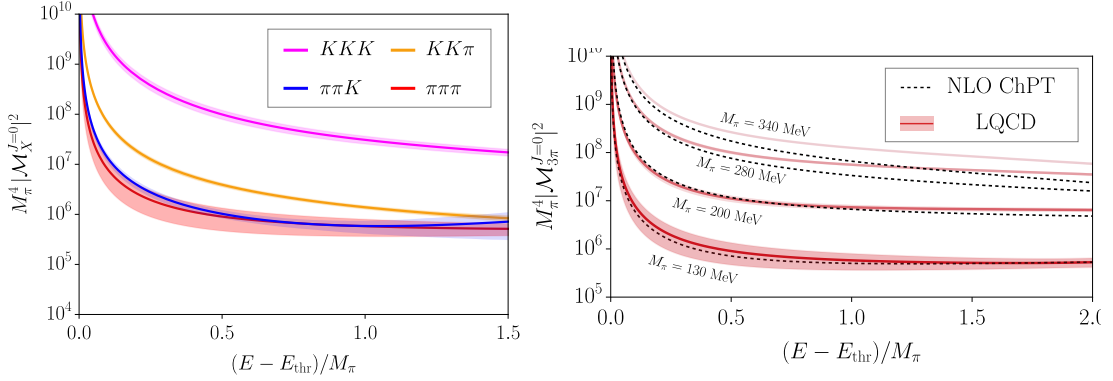 10^10
10^9
10^8
10^7
10^6
10^5
10^4
M_π^4 |M_X^{J=0}|^2
KKK
KKπ
ππK
πππ
0.0
0.5
1.0
1.5
(E − E_thr)/M_π
10^10
10^9
10^8
10^7
10^6
10^5
M_π^4 |M_{3π}^{J=0}|^2
NLO ChPT
LQCD
M_π = 340 MeV
M_π = 280 MeV
M_π = 200 MeV
M_π = 130 MeV
0.0
0.5
1.0
1.5
2.0
(E − E_thr)/M_π